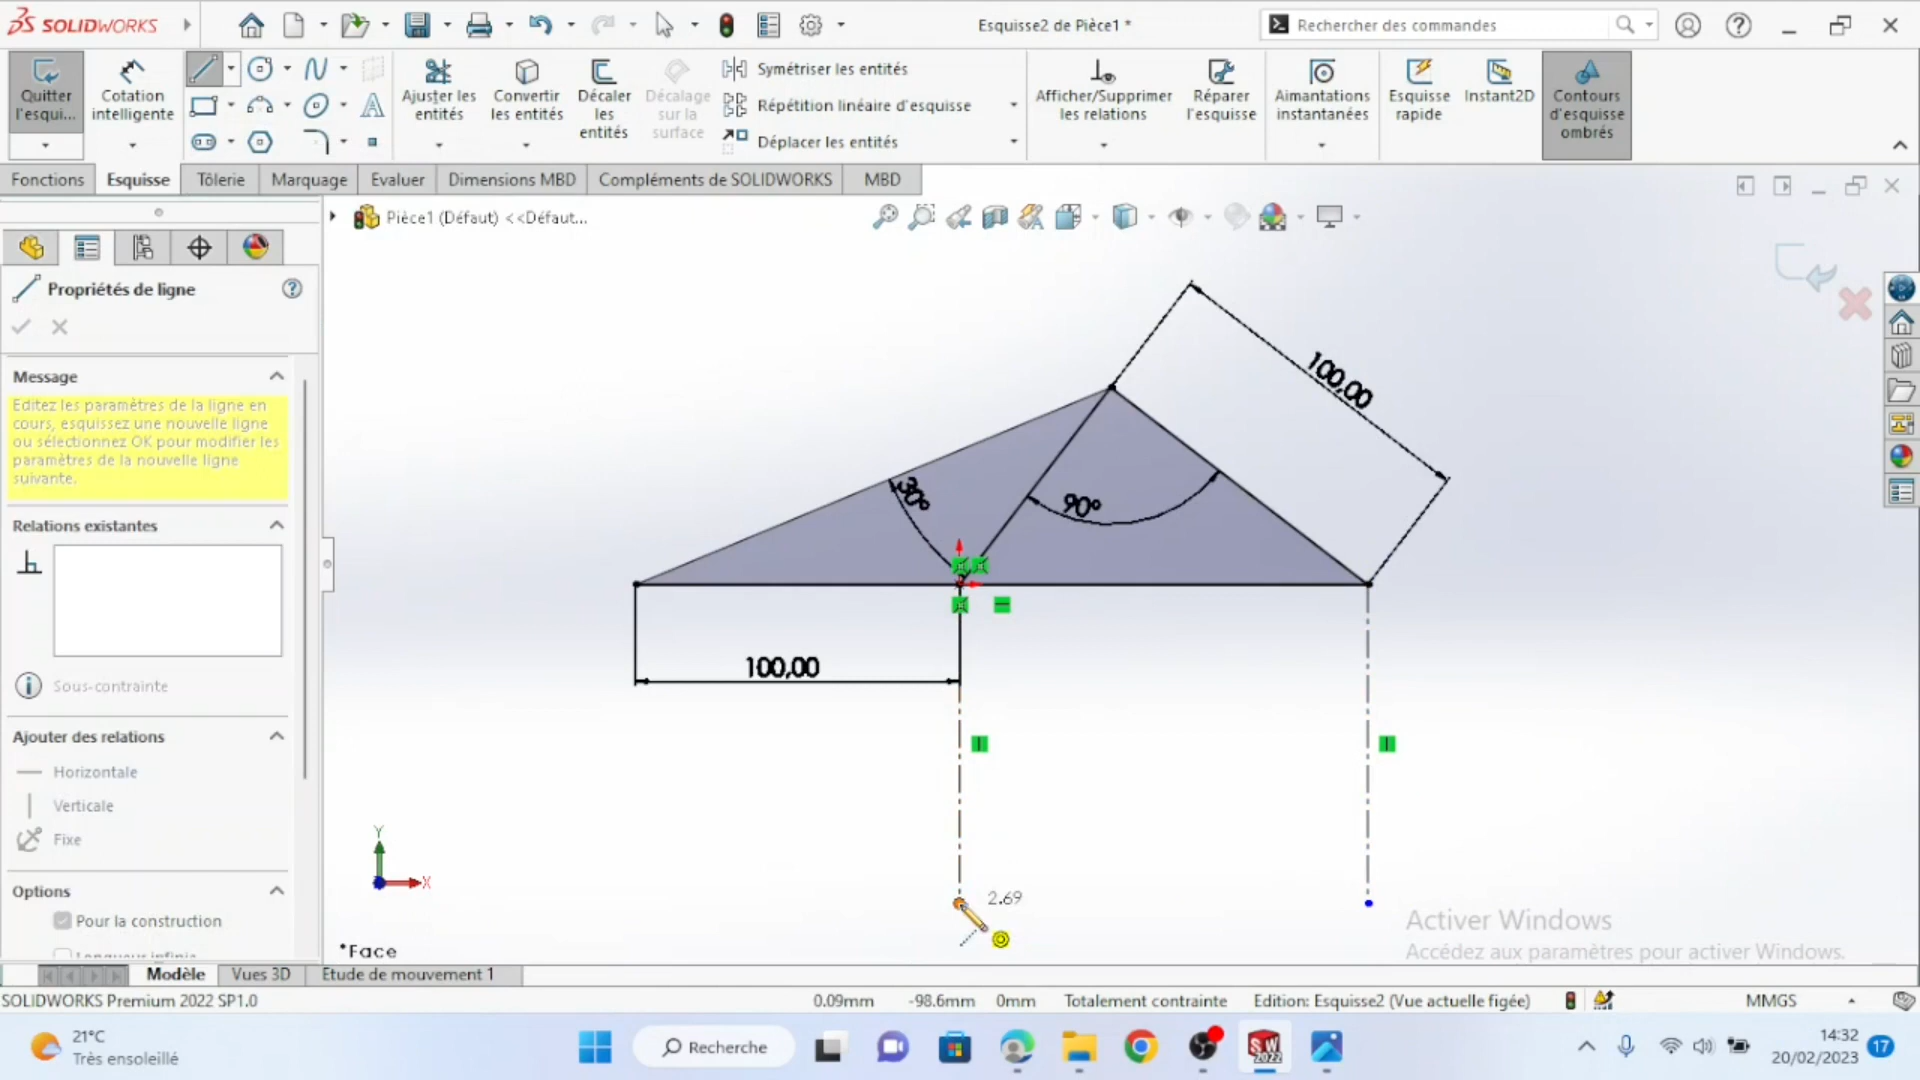 SOLIDWORKS
Esquisse2 de Pièce1 *
Rechercher des commandes
Quitter l'esqui...
Cotation intelligente
Ajuster les entités
Convertir les entités
Décaler les entités
Décalage sur la surface
Symétriser les entités
Répétition linéaire d'esquisse
Déplacer les entités
Afficher/Supprimer les relations
Réparer l'esquisse
Aimantations instantanées
Esquisse rapide
Instant2D
Contours d'esquisse ombrés
Fonctions
Esquisse
Tôlerie
Marquage
Evaluer
Dimensions MBD
Compléments de SOLIDWORKS
MBD
Pièce1 (Défaut) <<Défaut...
Propriétés de ligne
Message
Editez les paramètres de la ligne en
cours, esquissez une nouvelle ligne
ou sélectionnez OK pour modifier les
paramètres de la nouvelle ligne
suivante.
Relations existantes
Sous-contrainte
Ajouter des relations
Horizontale
Verticale
Fixe
Options
Pour la construction
Longueur infinie
100,00
30°
90°
100,00
2.69
Y
X
*Face
Activer Windows
Accédez aux paramètres pour activer Windows.
Modèle
Vues 3D
Etude de mouvement 1
SOLIDWORKS Premium 2022 SP1.0
0.09mm
-98.6mm
0mm
Totalement contrainte
Edition: Esquisse2 (Vue actuelle figée)
MMGS
21°C
Très ensoleillé
Recherche
SW
2022
14:32
20/02/2023
17